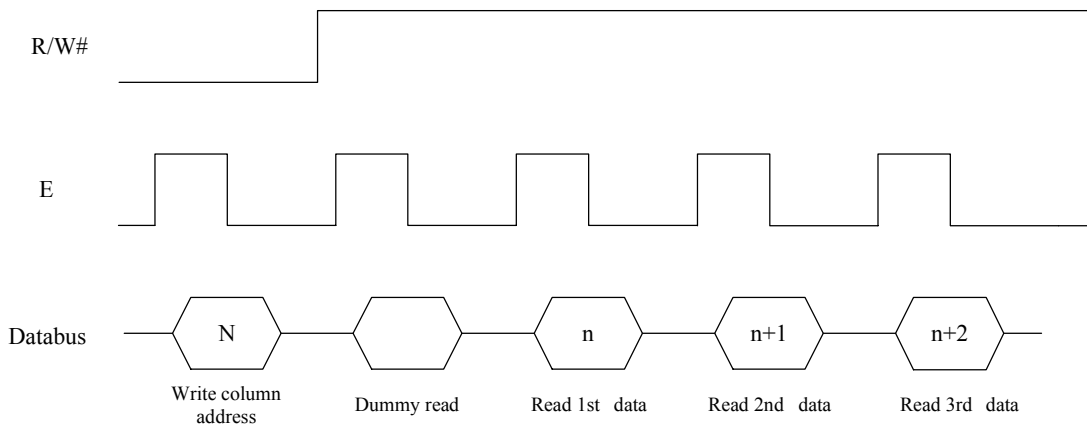 R/W#
E
Databus
N
n
n+1
n+2
Write column
address
Dummy read
Read 1st data
Read 2nd data
Read 3rd data